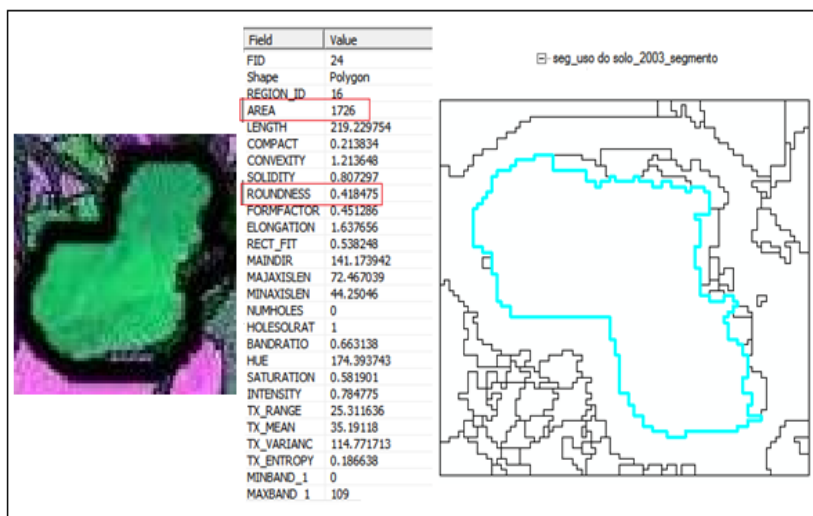 Field Value
FID 24
Shape Polygon
REGION_ID 16
AREA 1726
LENGTH 219.229754
COMPACT 0.213834
CONVEXITY 1.213648
SOLIDITY 0.807297
ROUNDNESS 0.418475
FORMFACTOR 0.451286
ELONGATION 1.637656
RECT_FIT 0.538248
MAINDIR 141.173942
MAJAXISLEN 72.467039
MINAXISLEN 44.25046
NUMHOLES 0
HOLESOLRAT 1
BANDRATIO 0.663138
HUE 174.393743
SATURATION 0.581901
INTENSITY 0.784775
TX_RANGE 25.311636
TX_MEAN 35.19118
TX_VARIANC 114.771713
TX_ENTROPY 0.186638
MINBAND_1 0
MAXBAND_1 109
seg_uso do solo_2003_segmento